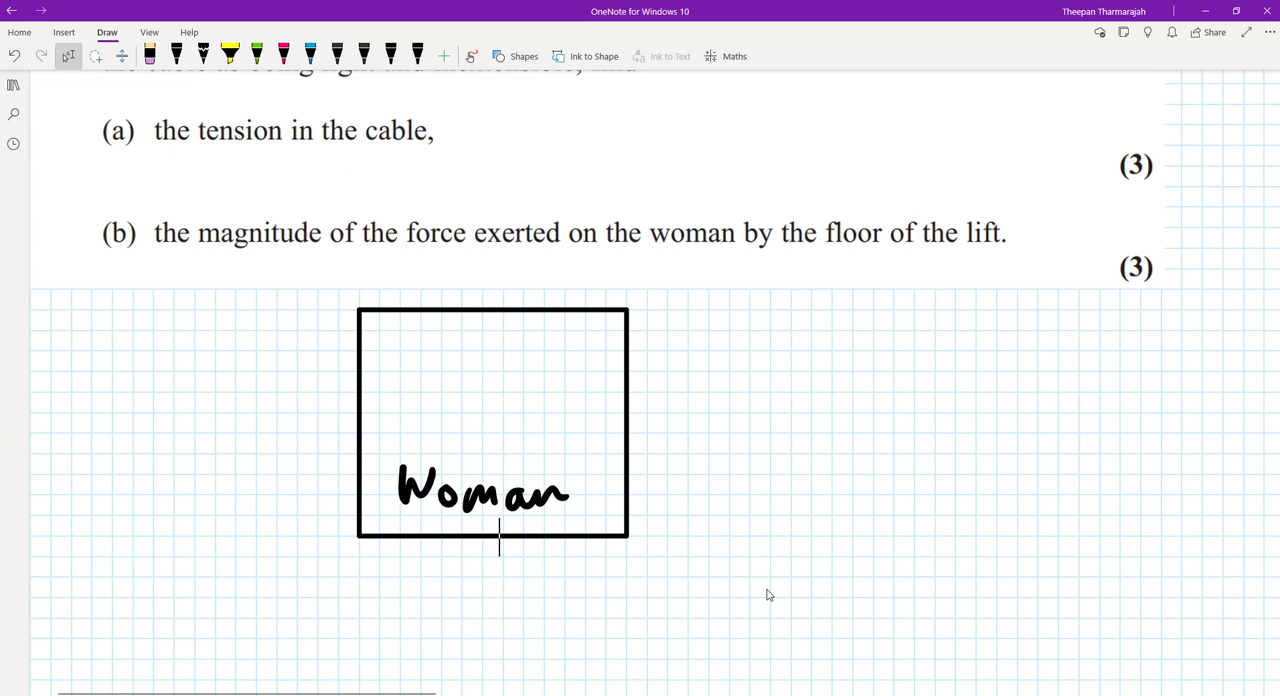 OneNote for Windows 10
Theepan Tharmarajah
Home Insert Draw View Help
Share
Shapes Ink to Shape Ink to Text Maths
(a) the tension in the cable,
(3)
(b) the magnitude of the force exerted on the woman by the floor of the lift.
(3)
Woman